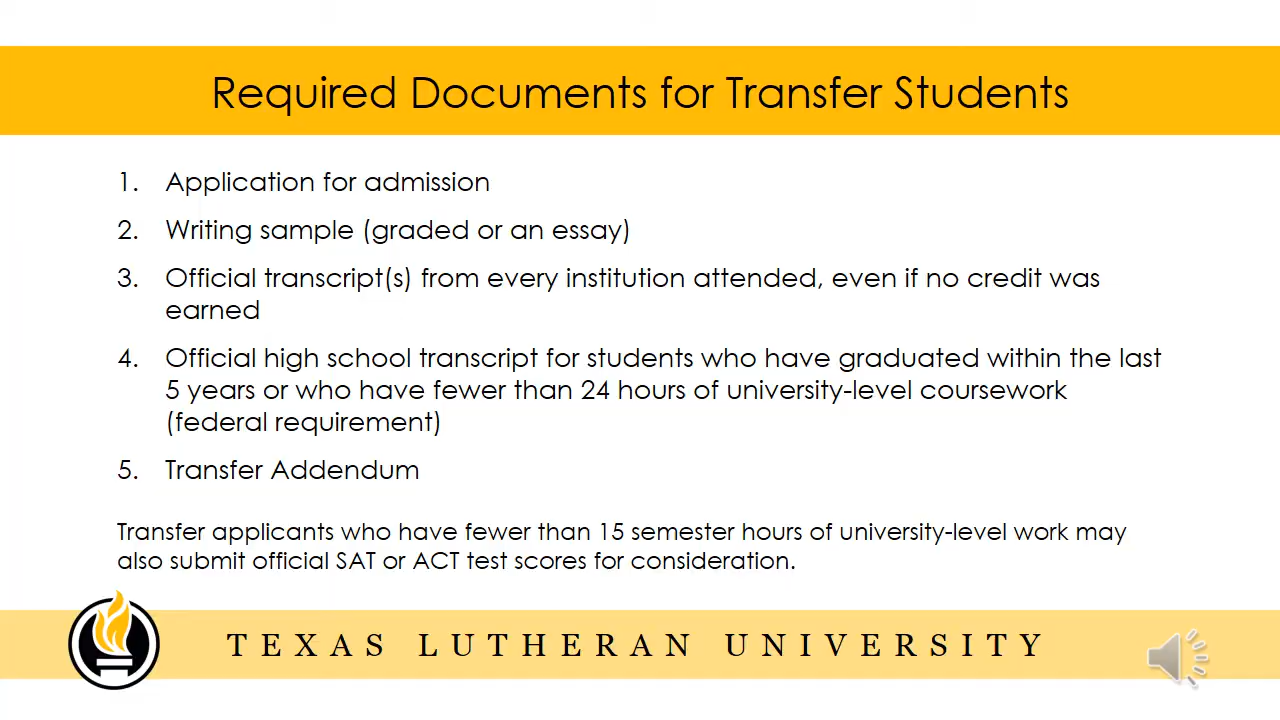 Required Documents for Transfer Students
1. Application for admission
2. Writing sample (graded or an essay)
3. Official transcript(s) from every institution attended, even if no credit was
earned
4. Official high school transcript for students who have graduated within the last
5 years or who have fewer than 24 hours of university-level coursework
(federal requirement)
5. Transfer Addendum
Transfer applicants who have fewer than 15 semester hours of university-level work may
also submit official SAT or ACT test scores for consideration.
TEXAS LUTHERAN UNIVERSITY